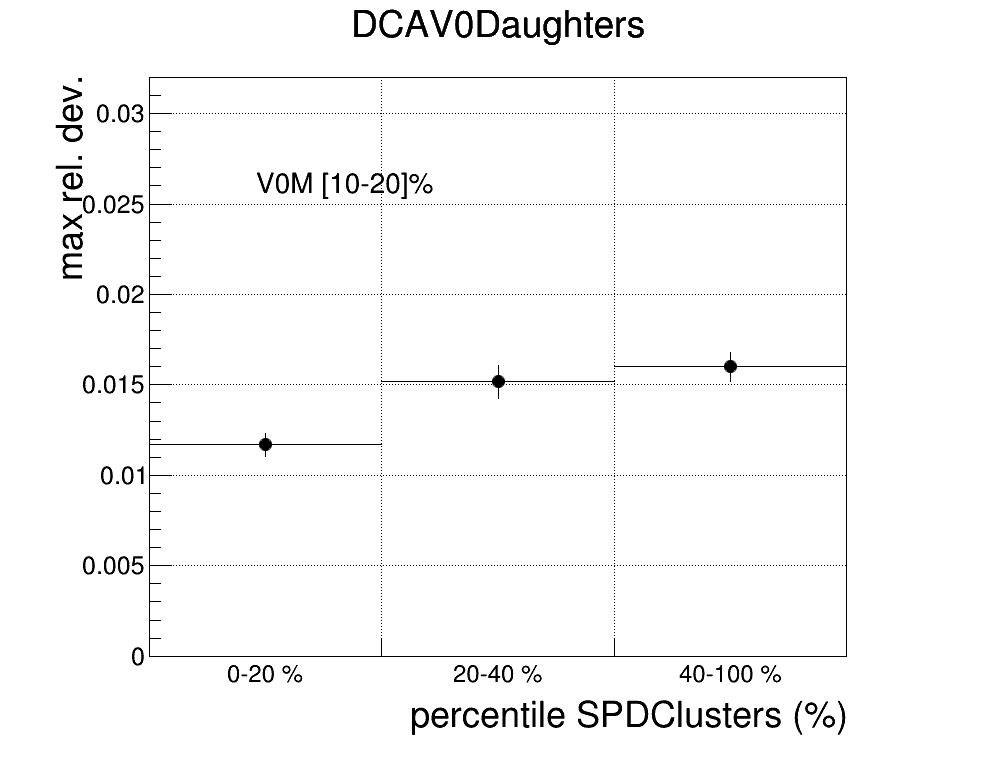 DCAV0Daughters
max rel. dev.
0.03
V0M [10-20]%
0.025
0.02
0.015
0.01
0.005
0
0-20 % 20-40 % 40-100 %
percentile SPDClusters (%)